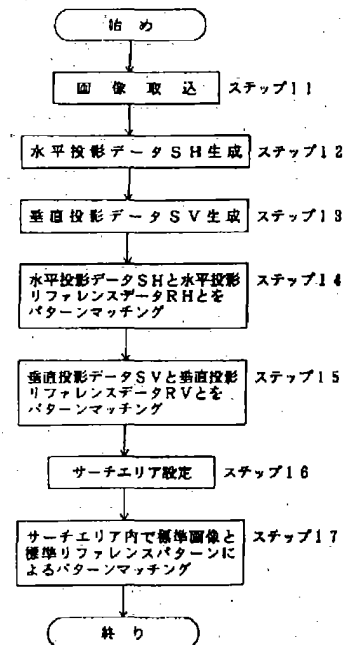 始め
画像取込 ステップ11
水平投影データSH生成 ステップ12
垂直投影データSV生成 ステップ13
水平投影データSHと水平投影 ステップ14
リファレンスデータRHとを
パターンマッチング
垂直投影データSVと垂直投影 ステップ15
リファレンスデータRVとを
パターンマッチング
サーチエリア設定 ステップ16
サーチエリア内で標準画像と ステップ17
標準リファレンスパターンに
よるパターンマッチング
終り